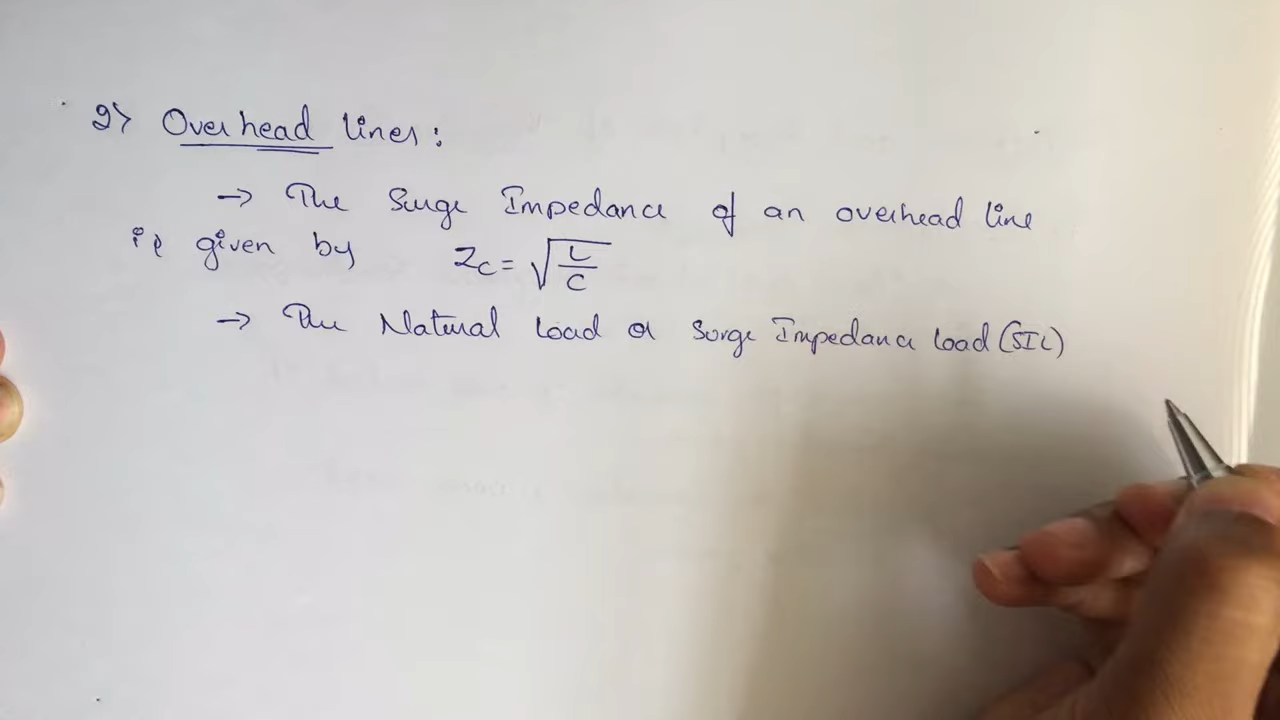 2> Overhead lines:
→ The Surge Impedance of an overhead line
is given by Zc = √(L/C)
→ The Natural Load or Surge Impedance Load (SIL)